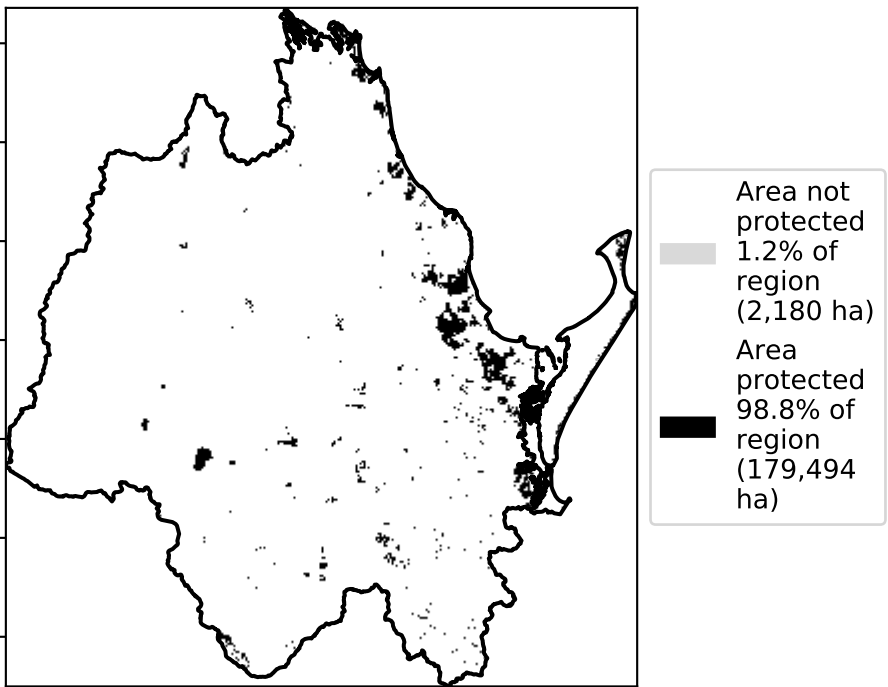 Area not
protected
1.2% of
region
(2,180 ha)
Area
protected
98.8% of
region
(179,494
ha)